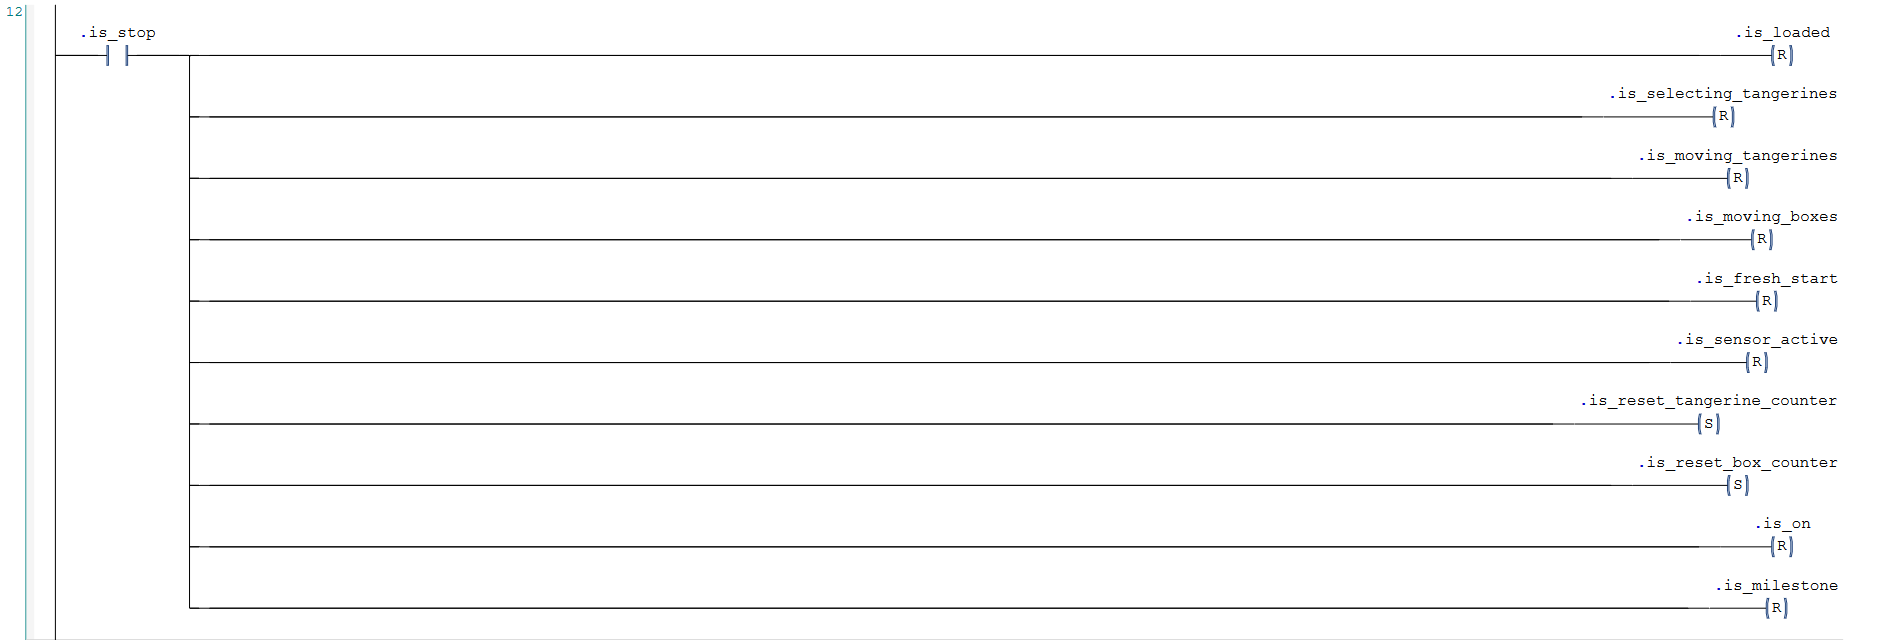 12
.is_stop
.is_loaded
R
.is_selecting_tangerines
R
.is_moving_tangerines
R
.is_moving_boxes
R
.is_fresh_start
R
.is_sensor_active
R
.is_reset_tangerine_counter
S
.is_reset_box_counter
S
.is_on
R
.is_milestone
R